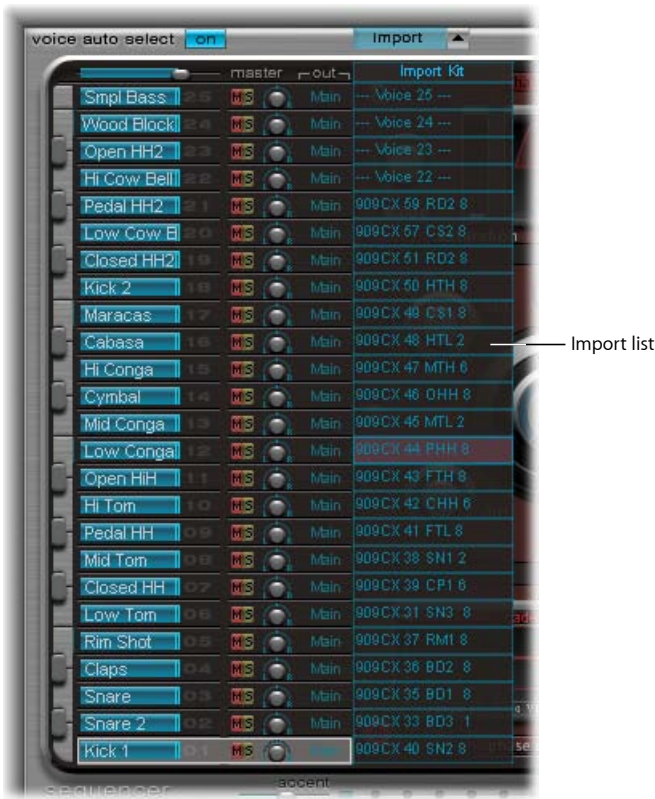 voice auto select on Import
master out Import Kit
Smpl Bass 25 M S Main --- Voice 25 ---
Wood Block 24 M S Main --- Voice 24 ---
Open HH2 23 M S Main --- Voice 23 ---
Hi Cow Bell 22 M S Main --- Voice 22 ---
Pedal HH2 21 M S Main 909CX 59 RD2 8
Low Cow B 20 M S Main 909CX 57 CS2 8
Closed HH2 19 M S Main 909CX 51 RD2 8
Kick 2 18 M S Main 909CX 50 HTH 8
Maracas 17 M S Main 909CX 49 CS1 8
Cabasa 16 M S Main 909CX 48 HTL 2
Import list
Hi Conga 15 M S Main 909CX 47 MTH 6
Cymbal 14 M S Main 909CX 46 OHH 8
Mid Conga 13 M S Main 909CX 45 MTL 2
Low Conga 12 M S Main 909CX 44 PHH 8
Open HiH 11 M S Main 909CX 43 FTH 8
Hi Tom 10 M S Main 909CX 42 CHH 6
Pedal HH 09 M S Main 909CX 41 FTL 8
Mid Tom 08 M S Main 909CX 38 SN1 2
Closed HH 07 M S Main 909CX 39 CP1 6
Low Tom 06 M S Main 909CX 31 SN3 8
Rim Shot 05 M S Main 909CX 37 RM1 8
Claps 04 M S Main 909CX 36 BD2 8
Snare 03 M S Main 909CX 35 BD1 8
Snare 2 02 M S Main 909CX 33 BD3 1
Kick 1 01 M S Main 909CX 40 SN2 8
sequencer accent